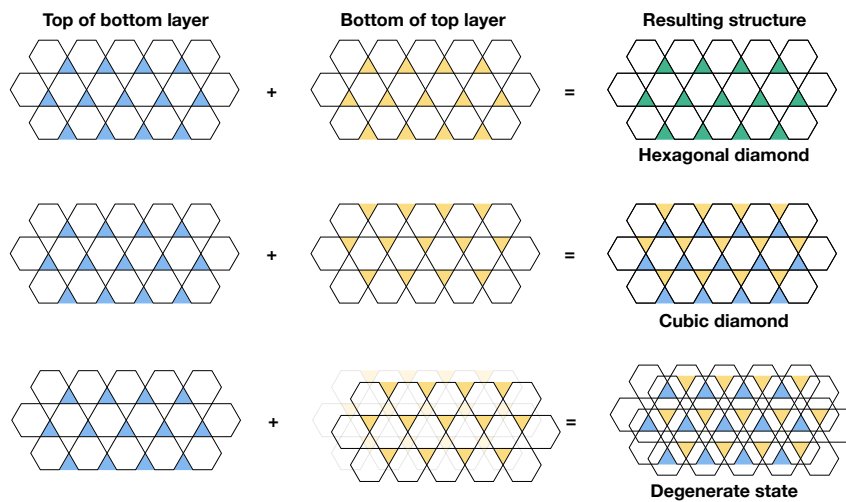 Top of bottom layer
Bottom of top layer
Resulting structure
+
=
Hexagonal diamond
+
=
Cubic diamond
+
=
Degenerate state